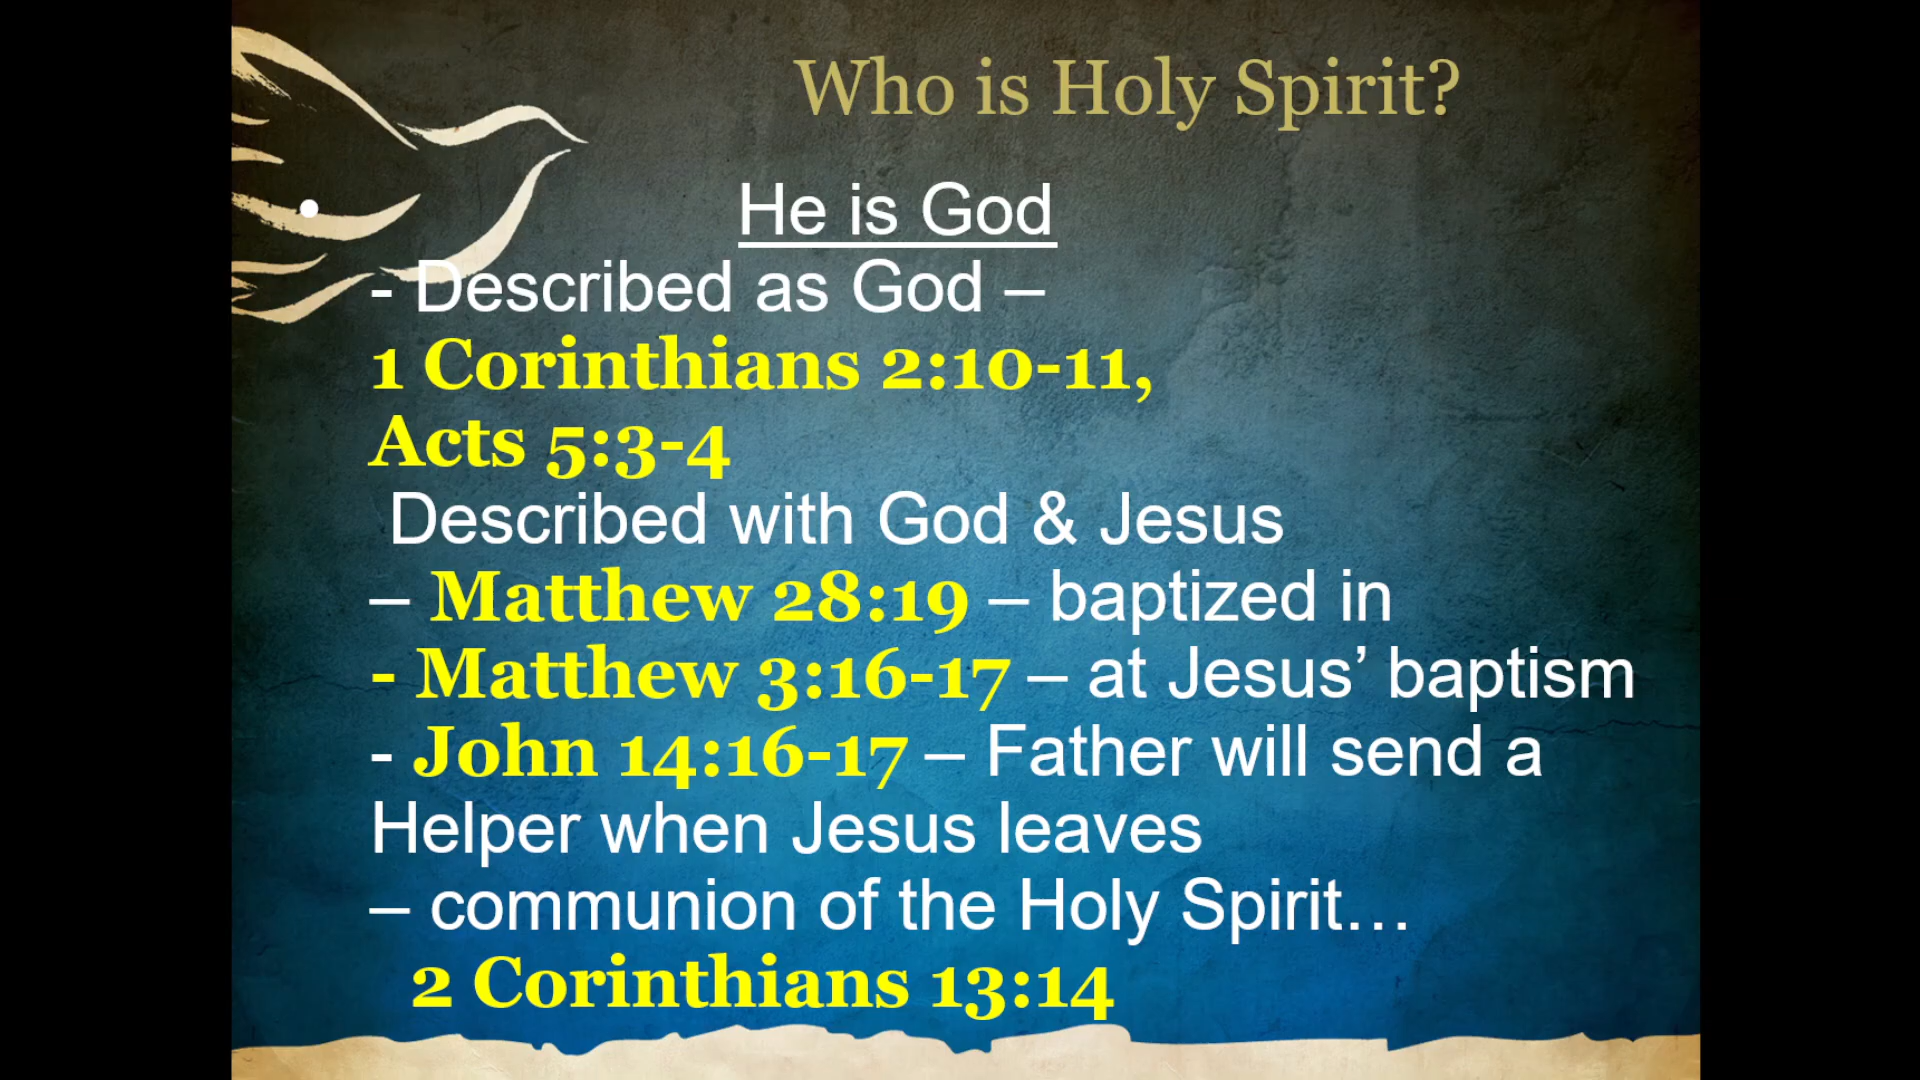 Who is Holy Spirit?
• He is God
- Described as God –
1 Corinthians 2:10-11,
Acts 5:3-4
Described with God & Jesus
– Matthew 28:19 – baptized in
- Matthew 3:16-17 – at Jesus’ baptism
- John 14:16-17 – Father will send a
Helper when Jesus leaves
– communion of the Holy Spirit…
2 Corinthians 13:14